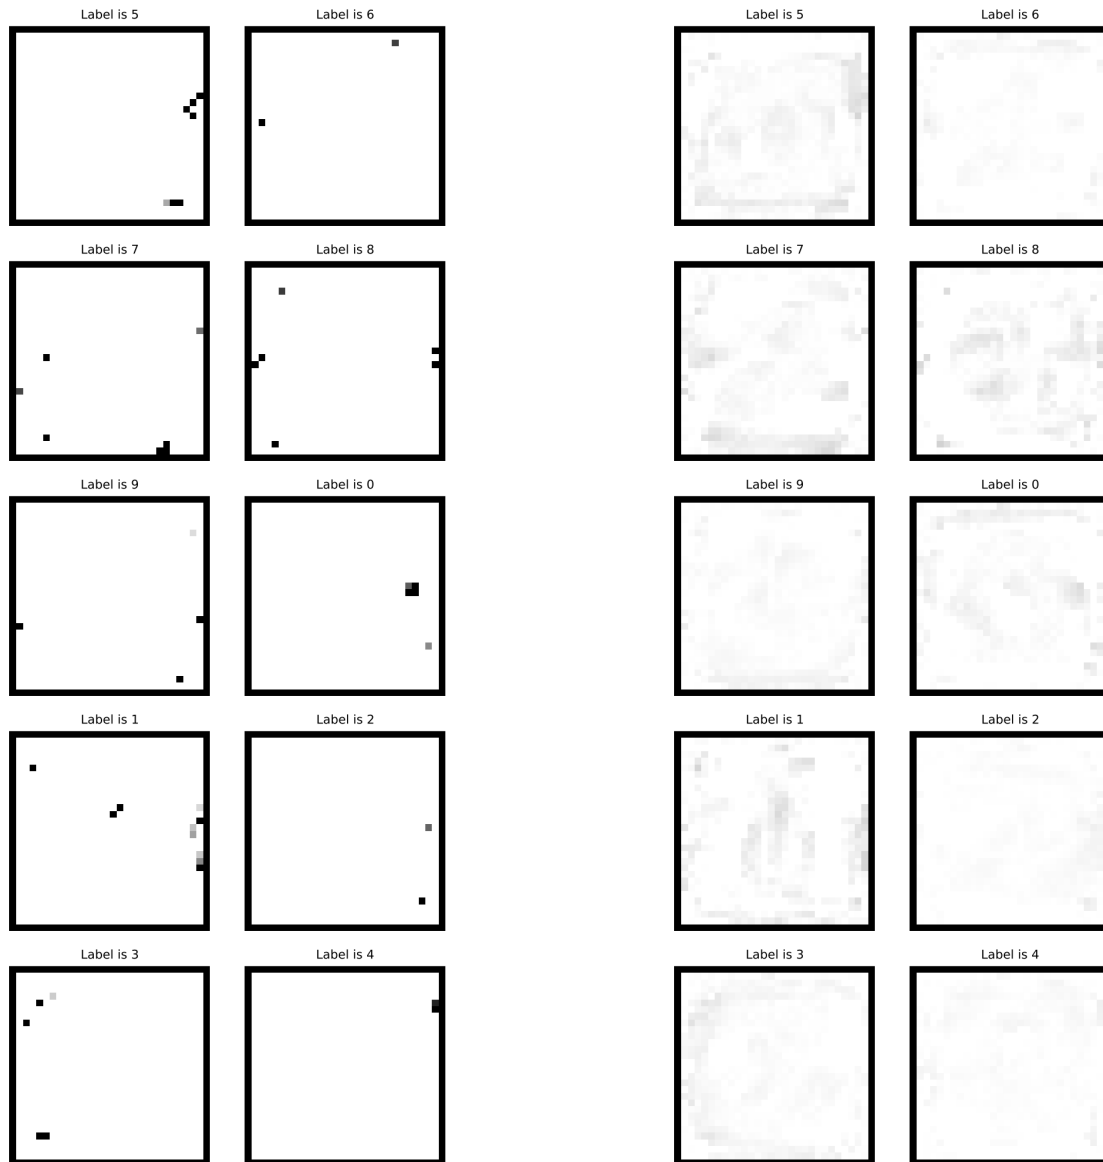 Label is 5
Label is 6
Label is 5
Label is 6
Label is 7
Label is 8
Label is 7
Label is 8
Label is 9
Label is 0
Label is 9
Label is 0
Label is 1
Label is 2
Label is 1
Label is 2
Label is 3
Label is 4
Label is 3
Label is 4